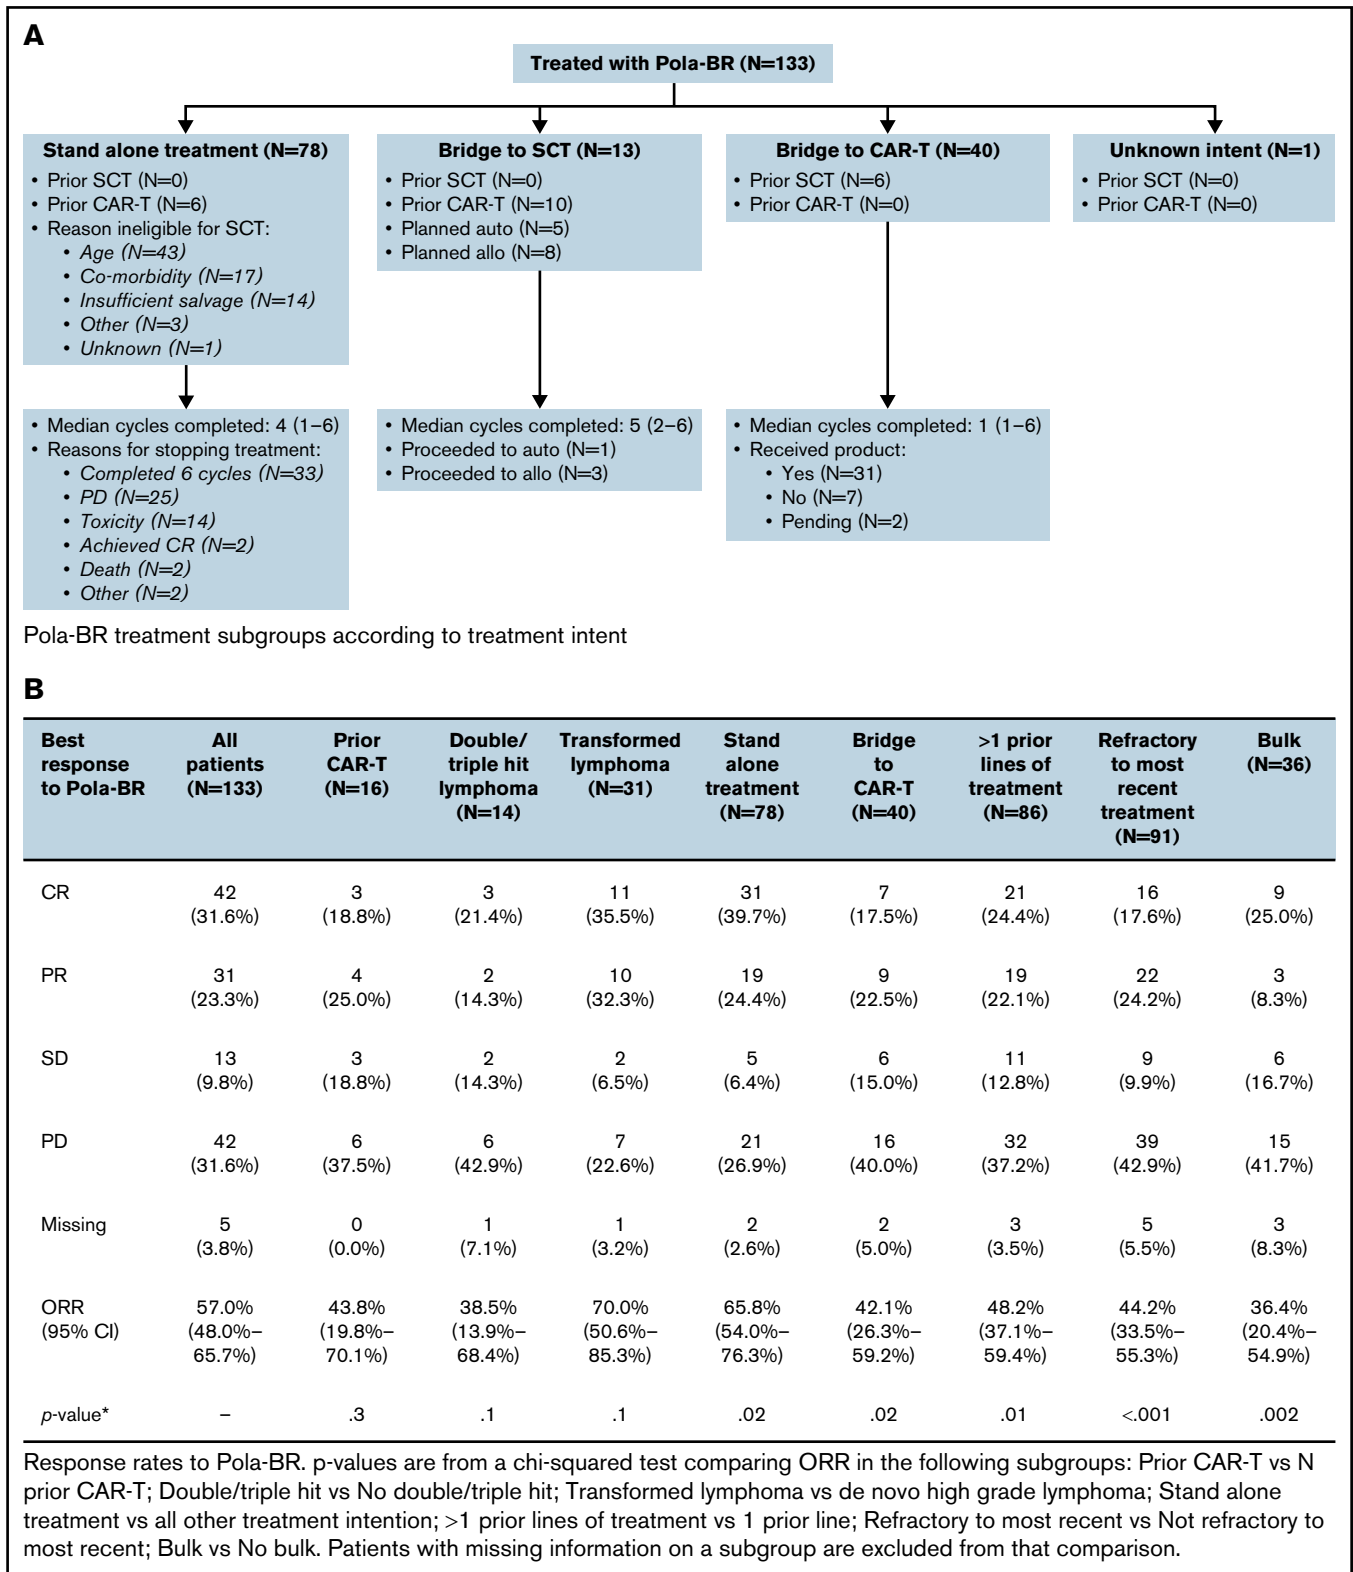 A
Treated with Pola-BR (N=133)
Stand alone treatment (N=78)
• Prior SCT (N=0)
• Prior CAR-T (N=6)
• Reason ineligible for SCT:
• Age (N=43)
• Co-morbidity (N=17)
• Insufficient salvage (N=14)
• Other (N=3)
• Unknown (N=1)
Bridge to SCT (N=13)
• Prior SCT (N=0)
• Prior CAR-T (N=10)
• Planned auto (N=5)
• Planned allo (N=8)
Bridge to CAR-T (N=40)
• Prior SCT (N=6)
• Prior CAR-T (N=0)
Unknown intent (N=1)
• Prior SCT (N=0)
• Prior CAR-T (N=0)
• Median cycles completed: 4 (1–6)
• Reasons for stopping treatment:
• Completed 6 cycles (N=33)
• PD (N=25)
• Toxicity (N=14)
• Achieved CR (N=2)
• Death (N=2)
• Other (N=2)
• Median cycles completed: 5 (2–6)
• Proceeded to auto (N=1)
• Proceeded to allo (N=3)
• Median cycles completed: 1 (1–6)
• Received product:
• Yes (N=31)
• No (N=7)
• Pending (N=2)
Pola-BR treatment subgroups according to treatment intent
B
Best response to Pola-BR | All patients (N=133) | Prior CAR-T (N=16) | Double/triple hit lymphoma (N=14) | Transformed lymphoma (N=31) | Stand alone treatment (N=78) | Bridge to CAR-T (N=40) | >1 prior lines of treatment (N=86) | Refractory to most recent treatment (N=91) | Bulk (N=36)
CR 42 3 3 11 31 7 21 16 9
(31.6%) (18.8%) (21.4%) (35.5%) (39.7%) (17.5%) (24.4%) (17.6%) (25.0%)
PR 31 4 2 10 19 9 19 22 3
(23.3%) (25.0%) (14.3%) (32.3%) (24.4%) (22.5%) (22.1%) (24.2%) (8.3%)
SD 13 3 2 2 5 6 11 9 6
(9.8%) (18.8%) (14.3%) (6.5%) (6.4%) (15.0%) (12.8%) (9.9%) (16.7%)
PD 42 6 6 7 21 16 32 39 15
(31.6%) (37.5%) (42.9%) (22.6%) (26.9%) (40.0%) (37.2%) (42.9%) (41.7%)
Missing 5 0 1 1 2 2 3 5 3
(3.8%) (0.0%) (7.1%) (3.2%) (2.6%) (5.0%) (3.5%) (5.5%) (8.3%)
ORR 57.0% 43.8% 38.5% 70.0% 65.8% 42.1% 48.2% 44.2% 36.4%
(95% CI) (48.0%– (19.8%– (13.9%– (50.6%– (54.0%– (26.3%– (37.1%– (33.5%– (20.4%–
65.7%) 70.1%) 68.4%) 85.3%) 76.3%) 59.2%) 59.4%) 55.3%) 54.9%)
p-value* – .3 .1 .1 .02 .02 .01 <.001 .002
Response rates to Pola-BR. p-values are from a chi-squared test comparing ORR in the following subgroups: Prior CAR-T vs N
prior CAR-T; Double/triple hit vs No double/triple hit; Transformed lymphoma vs de novo high grade lymphoma; Stand alone
treatment vs all other treatment intention; >1 prior lines of treatment vs 1 prior line; Refractory to most recent vs Not refractory to
most recent; Bulk vs No bulk. Patients with missing information on a subgroup are excluded from that comparison.